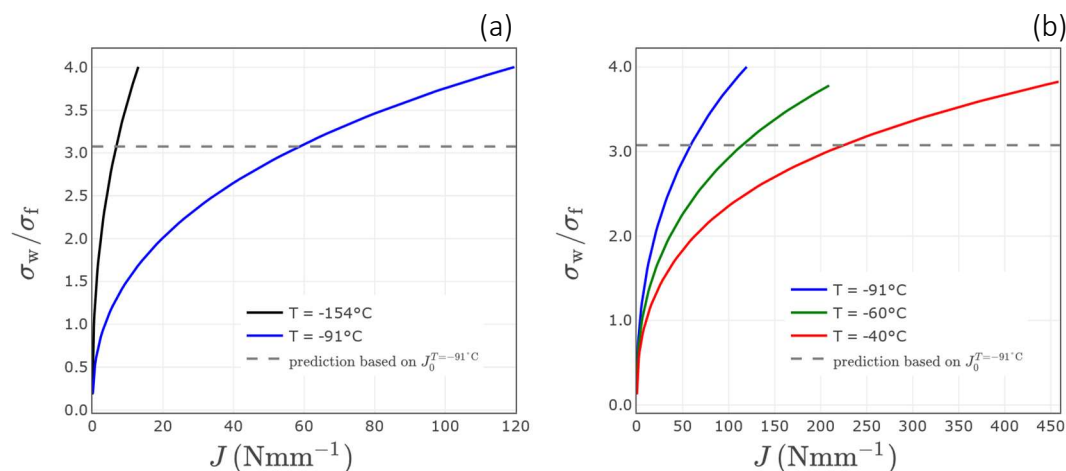 (a)
σw/σf
4.0
3.5
3.0
2.5
2.0
1.5
1.0
0.5
0.0
T = -154°C
T = -91°C
prediction based on J₀^{T=−91°C}
0 20 40 60 80 100 120
J (Nmm⁻¹)
(b)
σw/σf
4.0
3.0
2.0
1.0
0.0
T = -91°C
T = -60°C
T = -40°C
prediction based on J₀^{T=−91°C}
0 50 100 150 200 250 300 350 400 450
J (Nmm⁻¹)